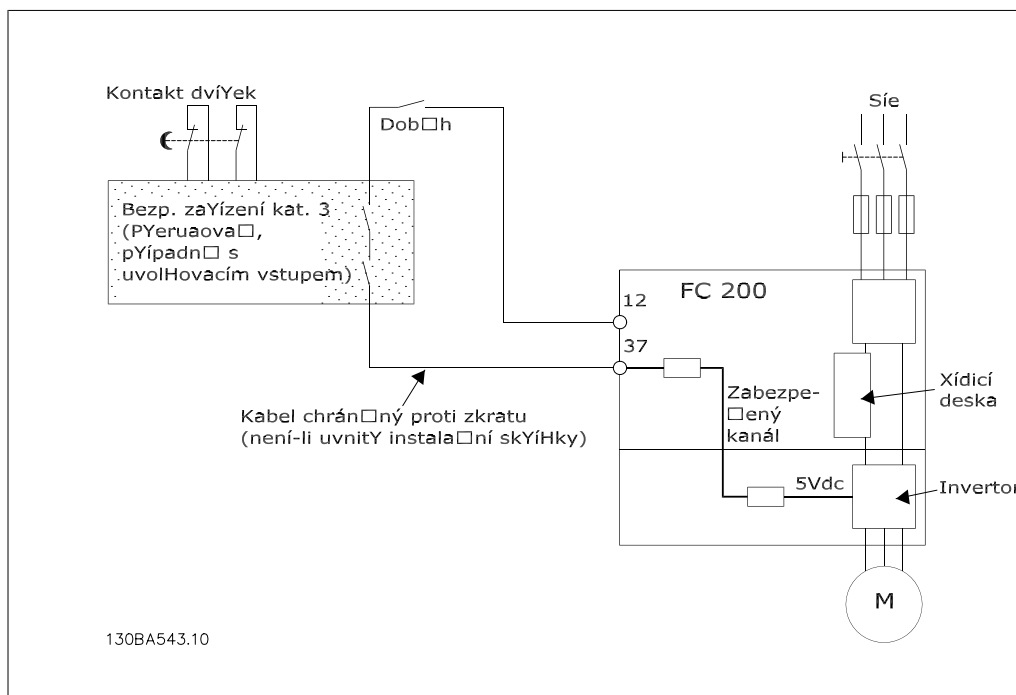 Kontakt dvíYek
Síe
Dob□h
Bezp. zaYízení kat. 3
(PYeruaova□,
pYípadn□ s
uvolHovacím vstupem)
FC 200
12
37
Zabezpe-
□ený
kanál
Xídicí
deska
Kabel chrán□ný proti zkratu
(není-li uvnitY instala□ní skYíHky)
5Vdc
Invertor
M
130BA543.10